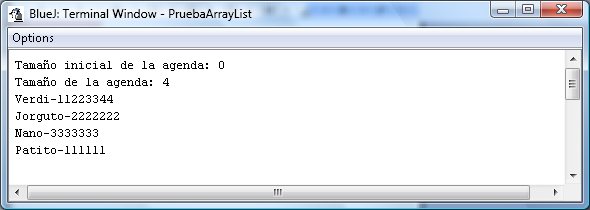 BlueJ: Terminal Window - PruebaArrayList
Options
Tamaño inicial de la agenda: 0
Tamaño de la agenda: 4
Verdi-11223344
Jorguto-2222222
Nano-3333333
Patito-111111